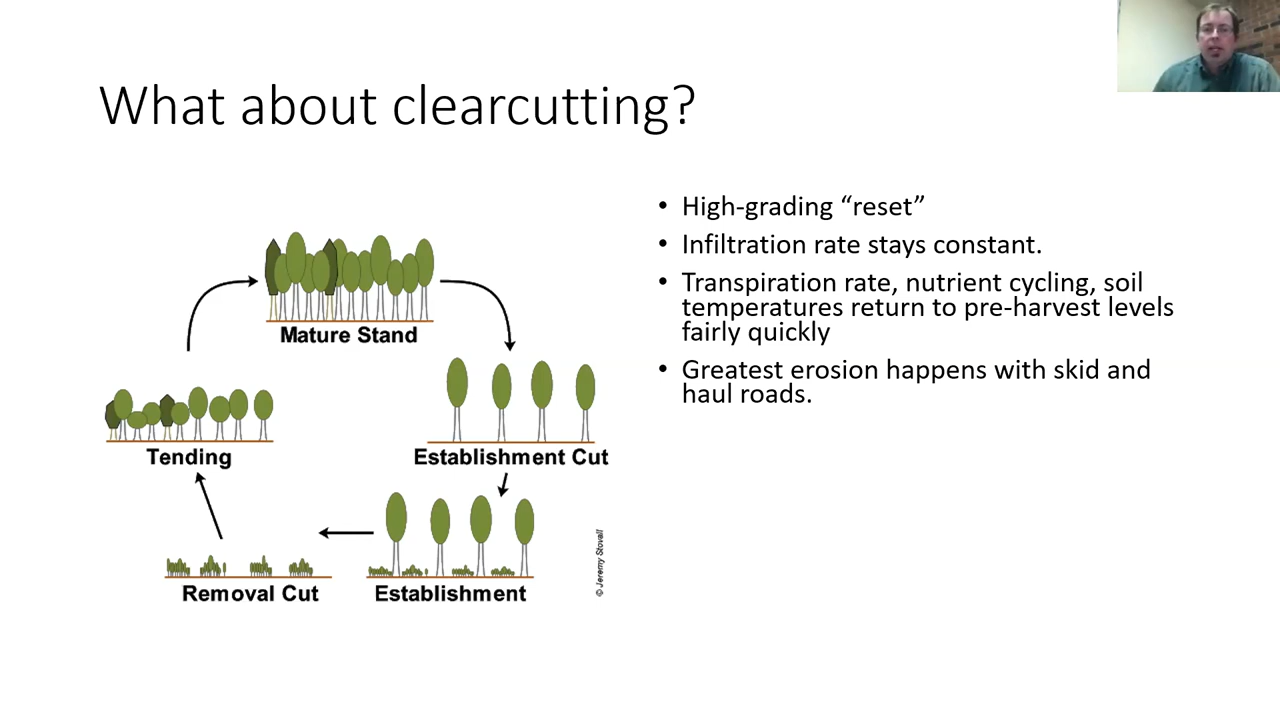 What about clearcutting?
• High-grading “reset”
• Infiltration rate stays constant.
• Transpiration rate, nutrient cycling, soil
temperatures return to pre-harvest levels
fairly quickly
• Greatest erosion happens with skid and
haul roads.
Mature Stand
Establishment Cut
Establishment
Removal Cut
Tending
© Jeremy Stovall